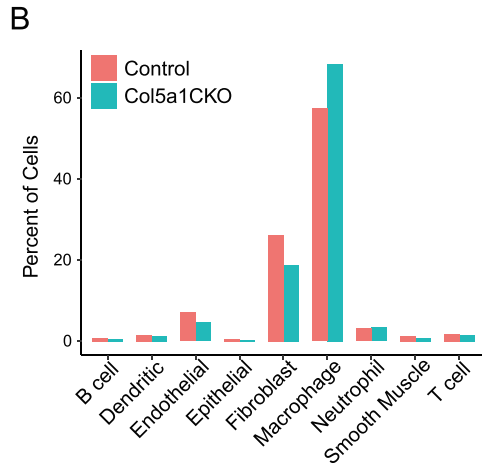 B
Control
Col5a1CKO
Percent of Cells
60
40
20
0
B cell
Dendritic
Endothelial
Epithelial
Fibroblast
Macrophage
Neutrophil
Smooth Muscle
T cell